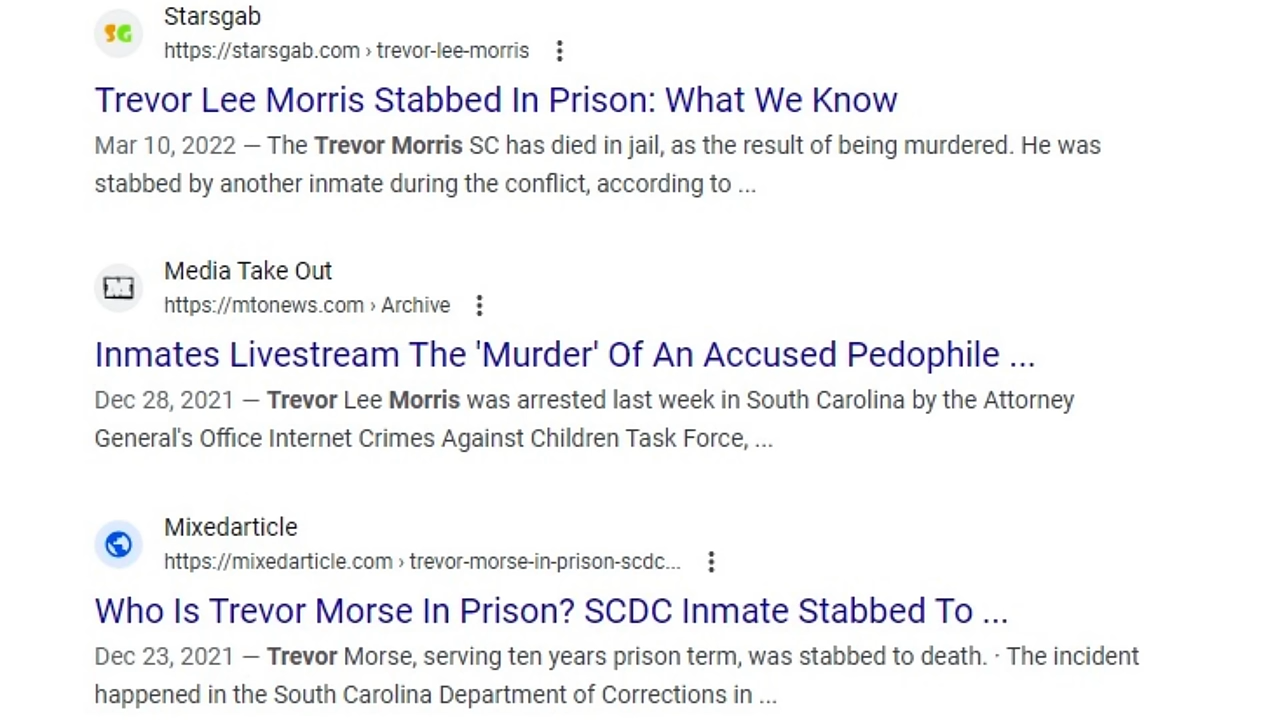 SG
Starsgab
https://starsgab.com › trevor-lee-morris
Trevor Lee Morris Stabbed In Prison: What We Know
Mar 10, 2022 — The Trevor Morris SC has died in jail, as the result of being murdered. He was
stabbed by another inmate during the conflict, according to ...
Media Take Out
https://mtonews.com › Archive
Inmates Livestream The 'Murder' Of An Accused Pedophile ...
Dec 28, 2021 — Trevor Lee Morris was arrested last week in South Carolina by the Attorney
General's Office Internet Crimes Against Children Task Force, ...
Mixedarticle
https://mixedarticle.com › trevor-morse-in-prison-scdc...
Who Is Trevor Morse In Prison? SCDC Inmate Stabbed To ...
Dec 23, 2021 — Trevor Morse, serving ten years prison term, was stabbed to death. · The incident
happened in the South Carolina Department of Corrections in ...